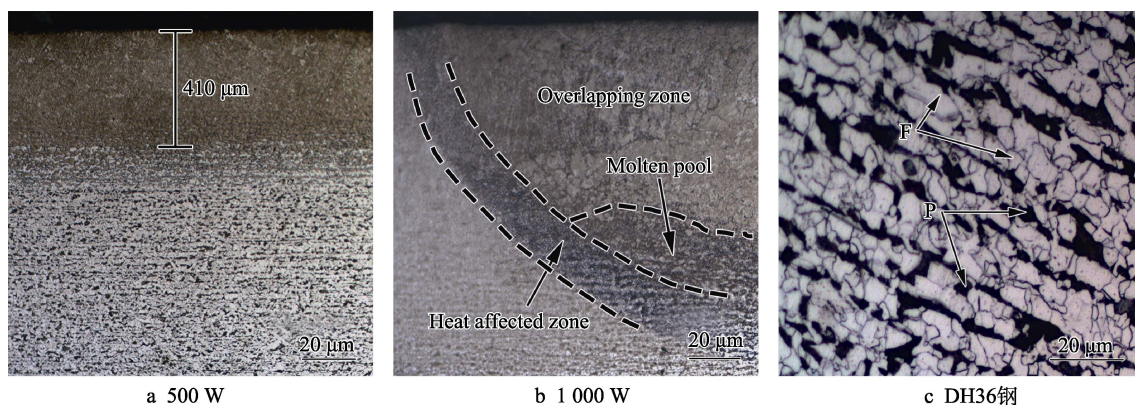 410 μm
20 μm
a 500 W
Overlapping zone
Molten pool
Heat affected zone
20 μm
b 1 000 W
F
P
20 μm
c DH36钢